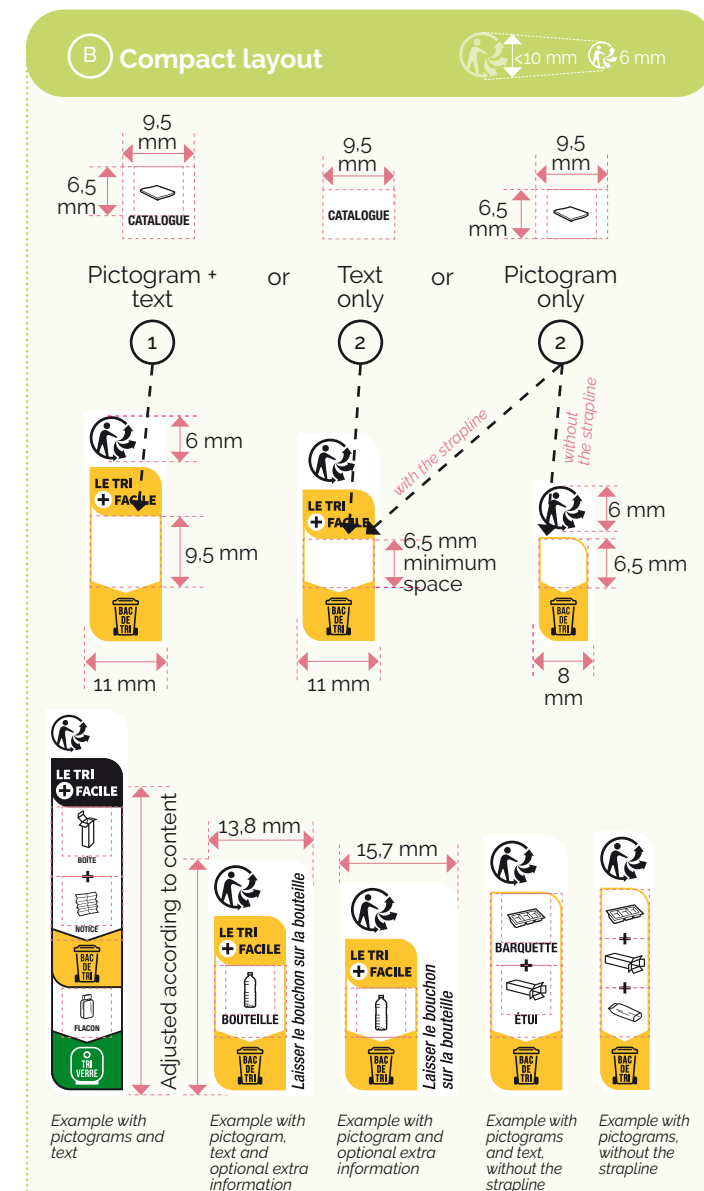 B Compact layout
<10 mm 6 mm
9,5
mm
9,5
mm
9,5
mm
6,5
mm
CATALOGUE
CATALOGUE
6,5
mm
Pictogram +
text
or
Text
only
or
Pictogram
only
1
2
2
with the strapline
without
the strapline
6 mm
LE TRI
+ FACILE
9,5 mm
BAC
DE
TRI
11 mm
LE TRI
+ FACILE
6,5 mm
minimum
space
BAC
DE
TRI
11 mm
6 mm
6,5 mm
BAC
DE
TRI
8
mm
LE TRI
+ FACILE
BOÎTE
+
NOTICE
BAC
DE
TRI
FLACON
TRI
VERRE
Adjusted according to content
13,8 mm
LE TRI
+ FACILE
BOUTEILLE
BAC
DE
TRI
Laisser le bouchon sur la bouteille
15,7 mm
LE TRI
+ FACILE
BAC
DE
TRI
Laisser le bouchon
sur la bouteille
BARQUETTE
+
ÉTUI
BAC
DE
TRI
+
+
BAC
DE
TRI
Example with
pictograms and
text
Example with
pictogram,
text and
optional extra
information
Example with
pictogram and
optional extra
information
Example with
pictograms
and text,
without the
strapline
Example with
pictograms,
without the
strapline